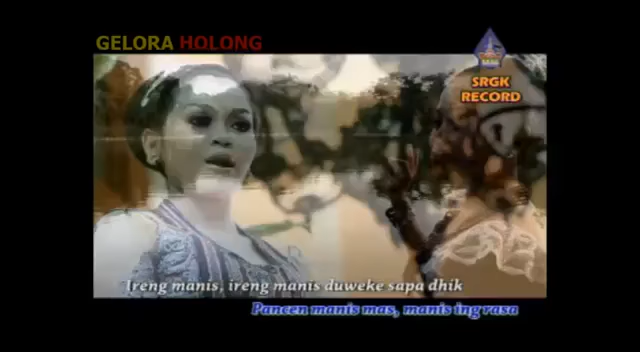 GELORA HOLONG
SRGK
RECORD
Ireng manis, ireng manis duweke sapa dhik
Pancen manis mas, manis ing rasa